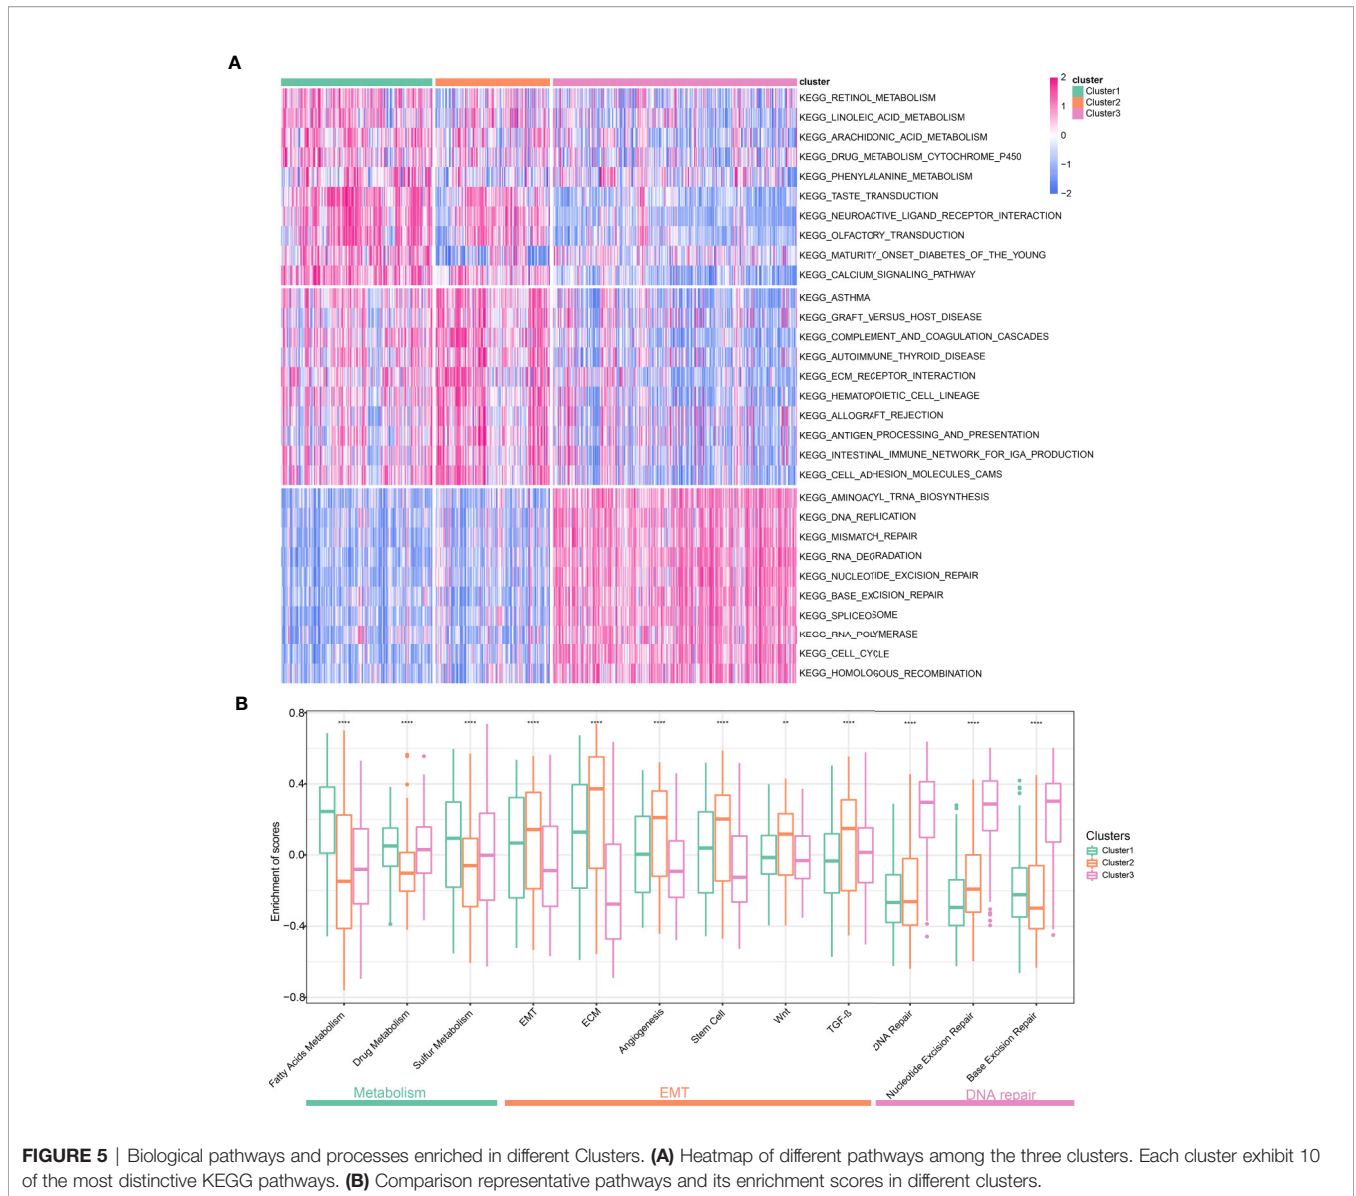 A
cluster
KEGG_RETINOL_METABOLISM
KEGG_LINOLEIC_ACID_METABOLISM
KEGG_ARACHIDONIC_ACID_METABOLISM
KEGG_DRUG_METABOLISM_CYTOCHROME_P450
KEGG_PHENYLALANINE_METABOLISM
KEGG_TASTE_TRANSDUCTION
KEGG_NEUROACTIVE_LIGAND_RECEPTOR_INTERACTION
KEGG_OLFACTORY_TRANSDUCTION
KEGG_MATURITY_ONSET_DIABETES_OF_THE_YOUNG
KEGG_CALCIUM_SIGNALING_PATHWAY
KEGG_ASTHMA
KEGG_GRAFT_VERSUS_HOST_DISEASE
KEGG_COMPLEMENT_AND_COAGULATION_CASCADES
KEGG_AUTOIMMUNE_THYROID_DISEASE
KEGG_ECM_RECEPTOR_INTERACTION
KEGG_HEMATOPOIETIC_CELL_LINEAGE
KEGG_ALLOGRAFT_REJECTION
KEGG_ANTIGEN_PROCESSING_AND_PRESENTATION
KEGG_INTESTINAL_IMMUNE_NETWORK_FOR_IGA_PRODUCTION
KEGG_CELL_ADHESION_MOLECULES_CAMS
KEGG_AMINOACYL_TRNA_BIOSYNTHESIS
KEGG_DNA_REPLICATION
KEGG_MISMATCH_REPAIR
KEGG_RNA_DEGRADATION
KEGG_NUCLEOTIDE_EXCISION_REPAIR
KEGG_BASE_EXCISION_REPAIR
KEGG_SPLICEOSOME
KEGG_RNA_POLYMERASE
KEGG_CELL_CYCLE
KEGG_HOMOLOGOUS_RECOMBINATION
2
1
0
−1
−2
cluster
Cluster1
Cluster2
Cluster3
B
Enrichment of scores
0.8
0.4
0.0
−0.4
−0.8
**** **** **** **** **** **** **** ** **** **** **** ****
Fatty Acids Metabolism
Drug Metabolism
Sulfur Metabolism
EMT
ECM
Angiogenesis
Stem Cell
Wnt
TGF-ß
DNA Repair
Nucleotide Excision Repair
Base Excision Repair
Metabolism
EMT
DNA repair
Clusters
Cluster1
Cluster2
Cluster3
FIGURE 5 | Biological pathways and processes enriched in different Clusters. (A) Heatmap of different pathways among the three clusters. Each cluster exhibit 10
of the most distinctive KEGG pathways. (B) Comparison representative pathways and its enrichment scores in different clusters.